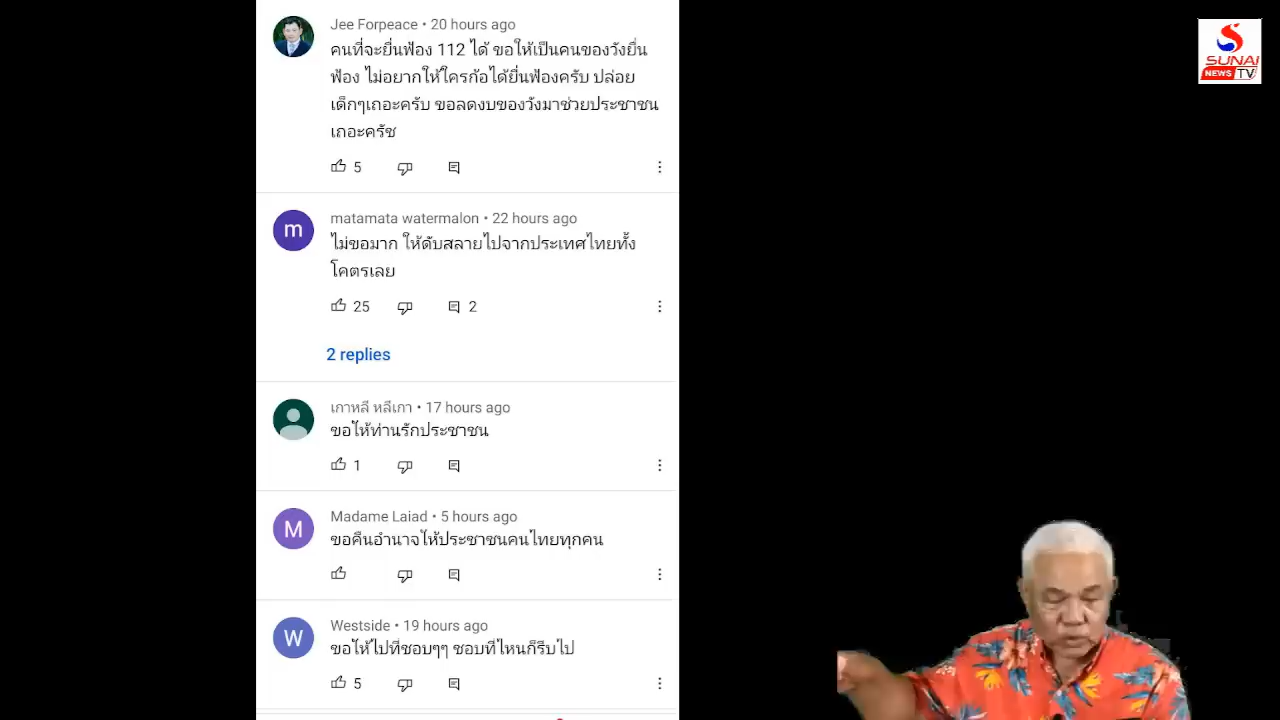 Jee Forpeace • 20 hours ago
คนที่จะยื่นฟ้อง 112 ได้ ขอให้เป็นคนของวังยื่น
ฟ้อง ไม่อยากให้ใครก้อได้ยื่นฟ้องครับ ปล่อย
เด็กๆเถอะครับ ขอลดงบของวังมาช่วยประชาชน
เถอะครัช
5
matamata watermalon • 22 hours ago
ไม่ขอมาก ให้ดับสลายไปจากประเทศไทยทั้ง
โคตรเลย
25 2
2 replies
เกาหลี หลีเกา • 17 hours ago
ขอให้ท่านรักประชาชน
1
Madame Laiad • 5 hours ago
ขอคืนอำนาจให้ประชาชนคนไทยทุกคน
Westside • 19 hours ago
ขอให้ไปที่ชอบๆๆ ชอบที่ไหนก็รีบไป
5
m
M
W
SUNAI
NEWS TV